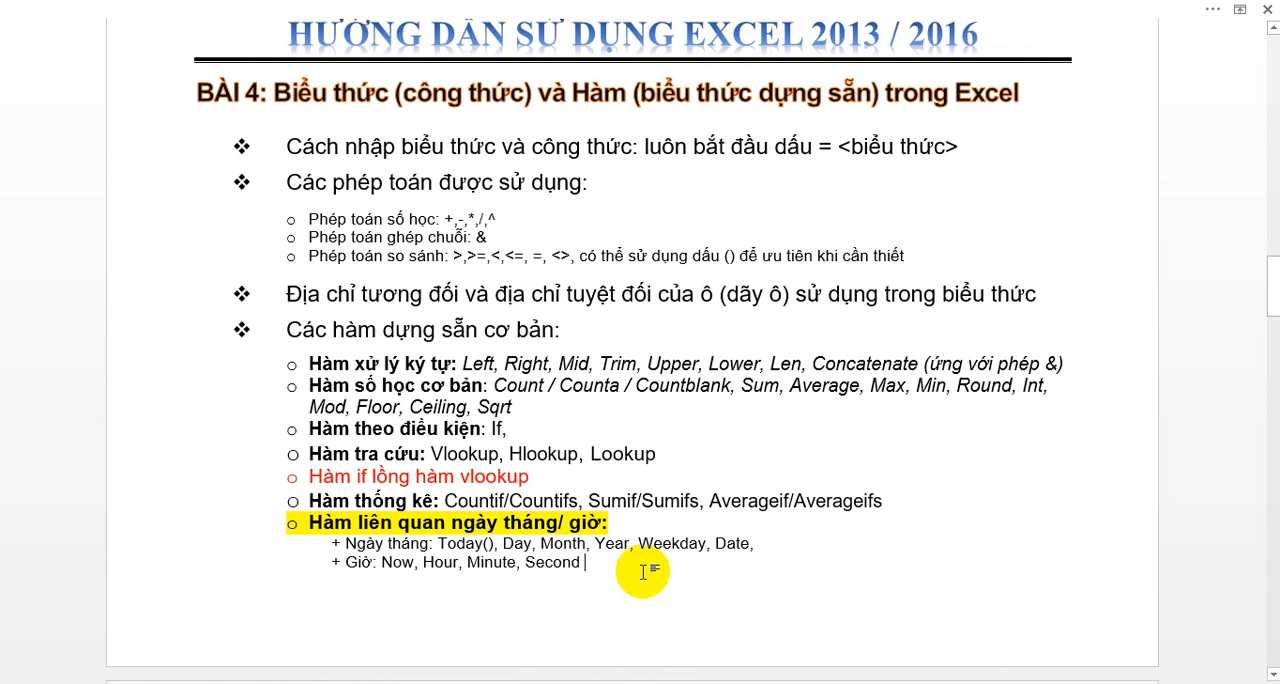 HƯỚNG DẪN SỬ DỤNG EXCEL 2013 / 2016
BÀI 4: Biểu thức (công thức) và Hàm (biểu thức dựng sẵn) trong Excel
❖ Cách nhập biểu thức và công thức: luôn bắt đầu dấu = <biểu thức>
❖ Các phép toán được sử dụng:
o Phép toán số học: +,-,*,/,^
o Phép toán ghép chuỗi: &
o Phép toán so sánh: >,>=,<,<=, =, <>, có thể sử dụng dấu () để ưu tiên khi cần thiết
❖ Địa chỉ tương đối và địa chỉ tuyệt đối của ô (dãy ô) sử dụng trong biểu thức
❖ Các hàm dựng sẵn cơ bản:
o Hàm xử lý ký tự: Left, Right, Mid, Trim, Upper, Lower, Len, Concatenate (ứng với phép &)
o Hàm số học cơ bản: Count / Counta / Countblank, Sum, Average, Max, Min, Round, Int,
Mod, Floor, Ceiling, Sqrt
o Hàm theo điều kiện: If,
o Hàm tra cứu: Vlookup, Hlookup, Lookup
o Hàm if lồng hàm vlookup
o Hàm thống kê: Countif/Countifs, Sumif/Sumifs, Averageif/Averageifs
o Hàm liên quan ngày tháng/ giờ:
+ Ngày tháng: Today(), Day, Month, Year, Weekday, Date,
+ Giờ: Now, Hour, Minute, Second